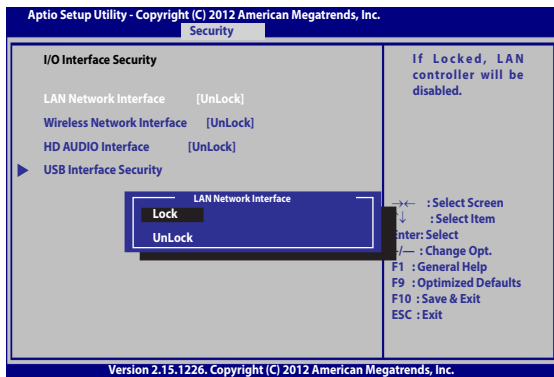 Aptio Setup Utility - Copyright (C) 2012 American Megatrends, Inc.
Security
I/O Interface Security
LAN Network Interface [UnLock]
Wireless Network Interface [UnLock]
HD AUDIO Interface [UnLock]
USB Interface Security
LAN Network Interface
Lock
UnLock
If Locked, LAN
controller will be
disabled.
→← : Select Screen
↓ : Select Item
nter: Select
/— : Change Opt.
F1 : General Help
F9 : Optimized Defaults
F10 : Save & Exit
ESC : Exit
Version 2.15.1226. Copyright (C) 2012 American Megatrends, Inc.